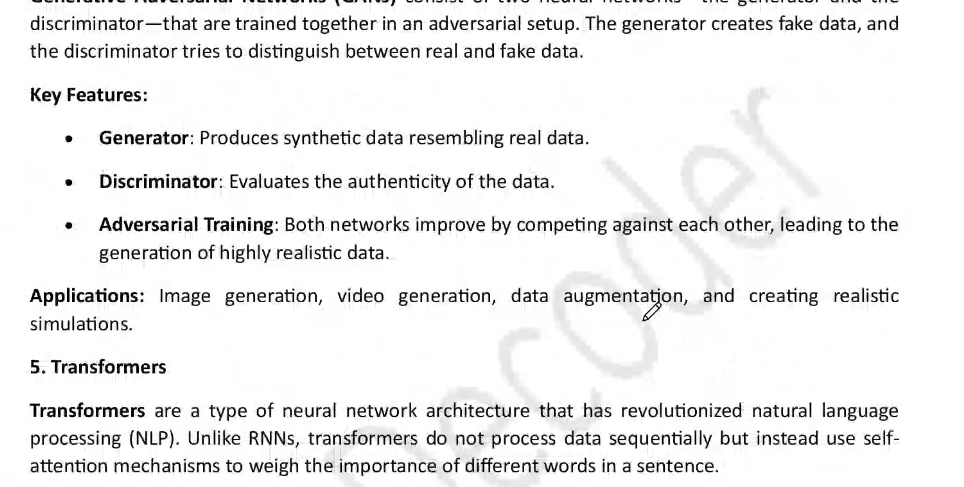 Generative Adversarial Networks (GANs) consist of two neural networks—the generator and the
discriminator—that are trained together in an adversarial setup. The generator creates fake data, and
the discriminator tries to distinguish between real and fake data.
Key Features:
• Generator: Produces synthetic data resembling real data.
• Discriminator: Evaluates the authenticity of the data.
• Adversarial Training: Both networks improve by competing against each other, leading to the
generation of highly realistic data.
Applications: Image generation, video generation, data augmentation, and creating realistic
simulations.
5. Transformers
Transformers are a type of neural network architecture that has revolutionized natural language
processing (NLP). Unlike RNNs, transformers do not process data sequentially but instead use self-
attention mechanisms to weigh the importance of different words in a sentence.
Decoder